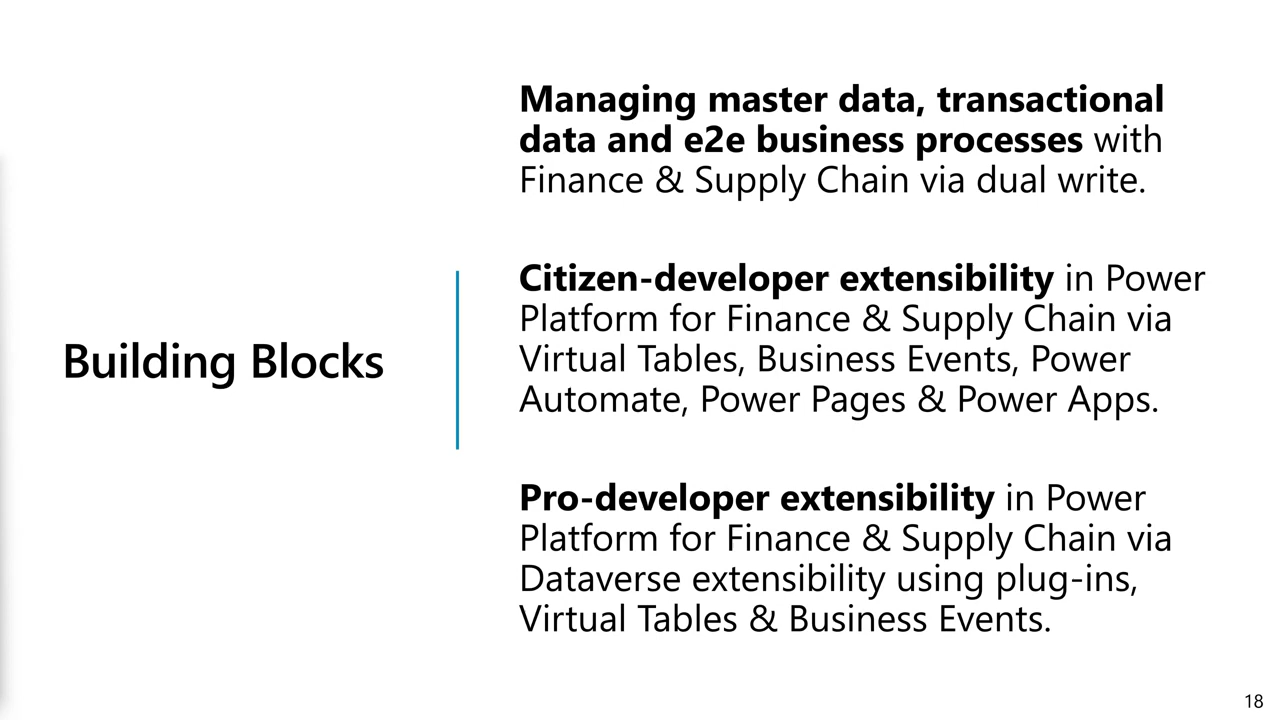 Building Blocks
Managing master data, transactional
data and e2e business processes with
Finance & Supply Chain via dual write.
Citizen-developer extensibility in Power
Platform for Finance & Supply Chain via
Virtual Tables, Business Events, Power
Automate, Power Pages & Power Apps.
Pro-developer extensibility in Power
Platform for Finance & Supply Chain via
Dataverse extensibility using plug-ins,
Virtual Tables & Business Events.
18